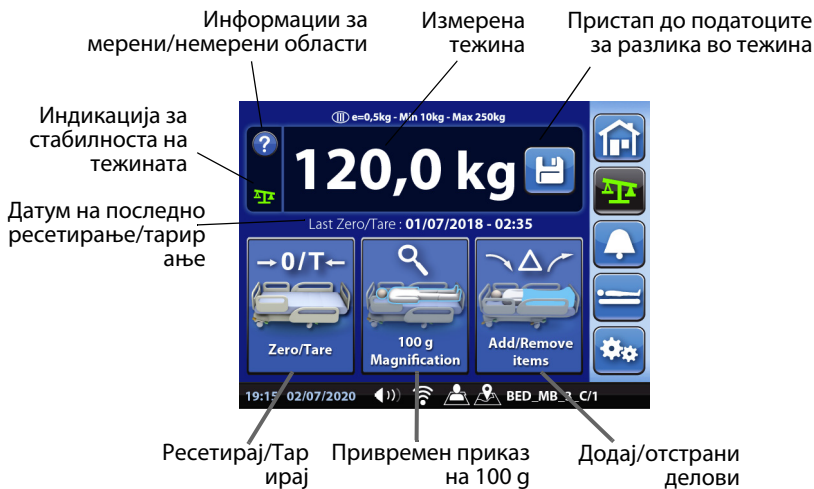 Информации за
мерени/немерени области
Измерена
тежина
Пристап до податоците
за разлика во тежина
Индикација за
стабилноста на
тежината
Датум на последно
ресетирање/тарир
ање
e=0,5kg - Min 10kg - Max 250kg
?
120,0 kg
Last Zero/Tare : 01/07/2018 - 02:35
→0/T←
Zero/Tare
100 g
Magnification
Add/Remove
items
19:15 02/07/2020 BED_MB_3_C/1
Ресетирај/Тар
ирај
Привремен приказ
на 100 g
Додај/отстрани
делови